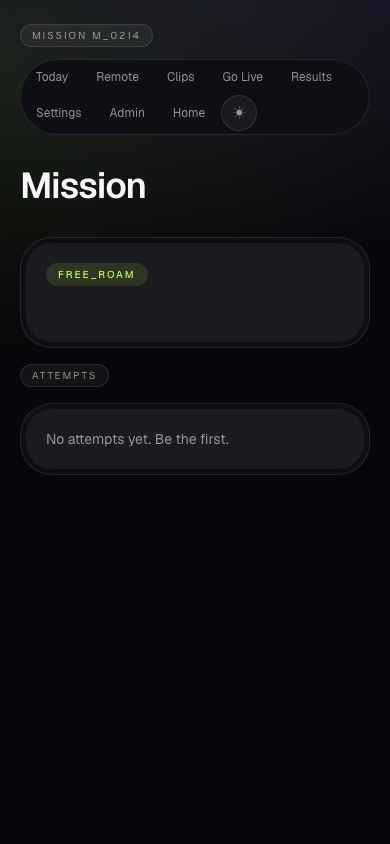 MISSION M_0214
Today Remote Clips Go Live Results
Settings Admin Home
Mission
FREE_ROAM
ATTEMPTS
No attempts yet. Be the first.